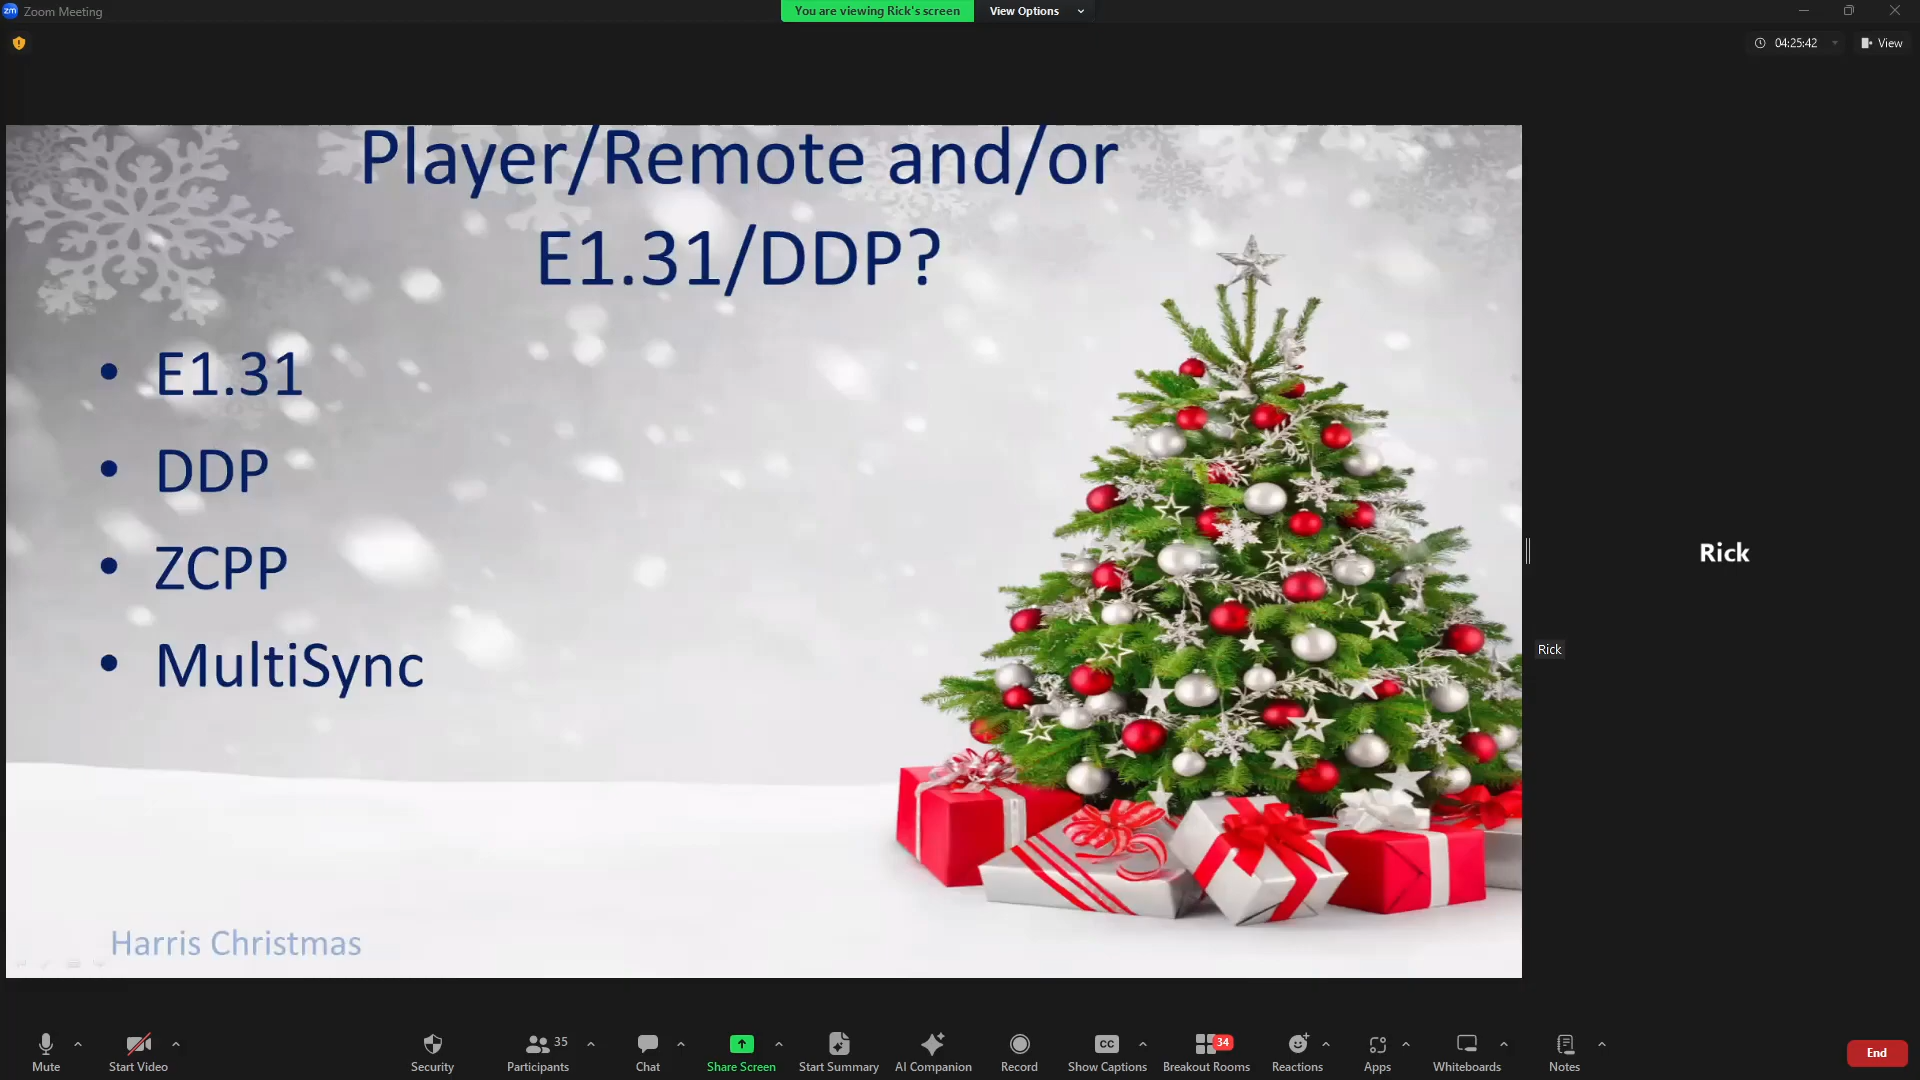 zm Zoom Meeting
You are viewing Rick's screen
View Options
04:25:42
View
Player/Remote and/or
E1.31/DDP?
• E1.31
• DDP
• ZCPP
• MultiSync
Harris Christmas
Rick
Rick
Mute
Start Video
Security
Participants 35
Chat
Share Screen
Start Summary
AI Companion
Record
CC
Show Captions
34
Breakout Rooms
Reactions
Apps
Whiteboards
Notes
End